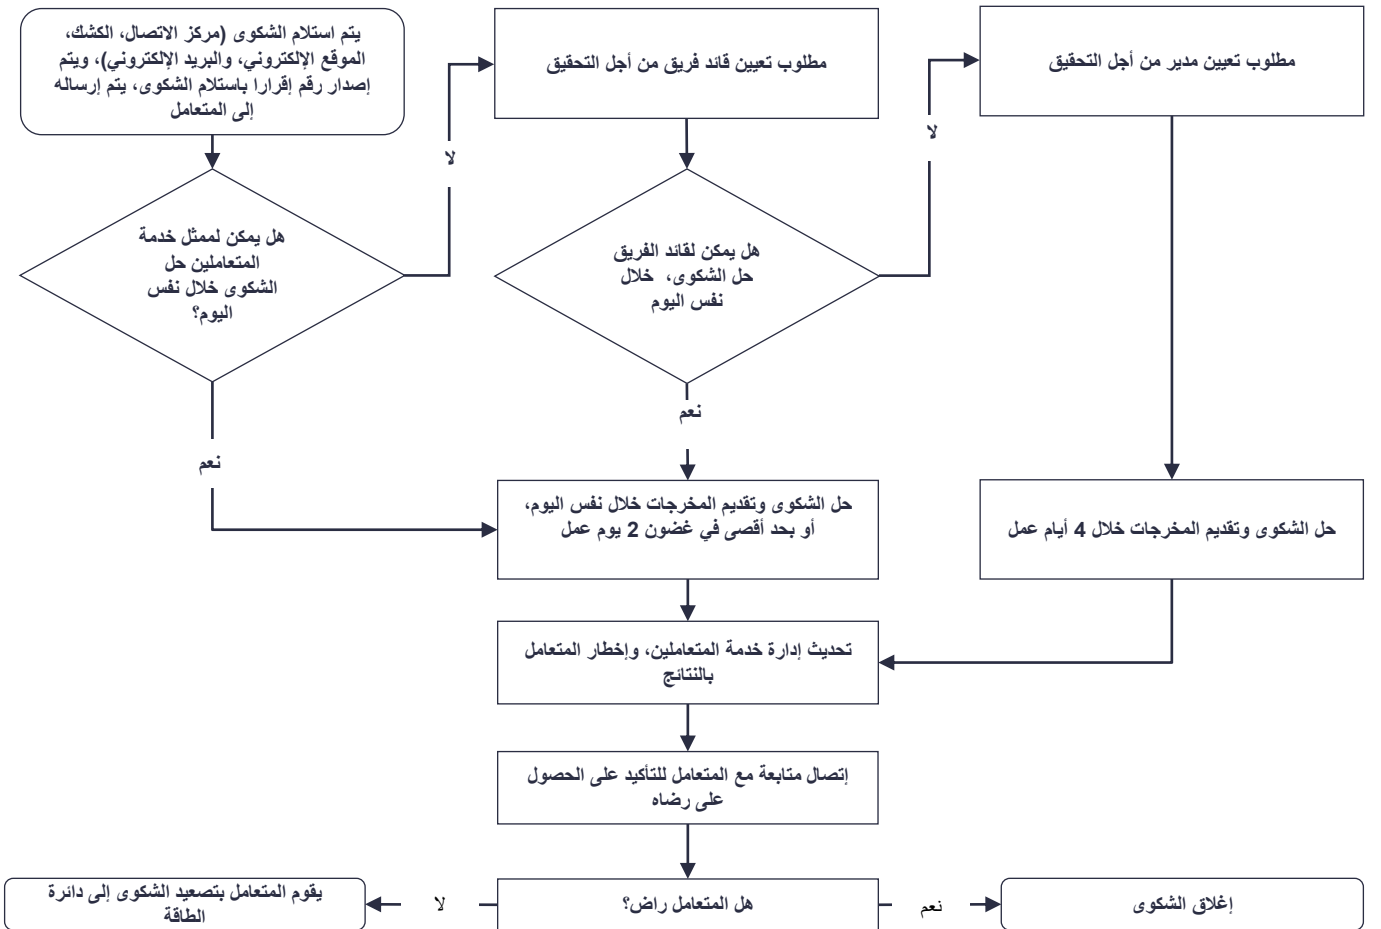 يتم استلام الشكوى (مركز الاتصال، الكشك،
الموقع الإلكتروني، والبريد الإلكتروني)، ويتم
إصدار رقم إقرارا باستلام الشكوى، يتم إرساله
إلى المتعامل
مطلوب تعيين قائد فريق من أجل التحقيق
مطلوب تعيين مدير من أجل التحقيق
لا
لا
هل يمكن لممثل خدمة
المتعاملين حل
الشكوى خلال نفس
اليوم؟
هل يمكن لقائد الفريق
حل الشكوى، خلال
نفس اليوم
نعم
نعم
حل الشكوى وتقديم المخرجات خلال نفس اليوم،
أو بحد أقصى في غضون 2 يوم عمل
حل الشكوى وتقديم المخرجات خلال 4 أيام عمل
تحديث إدارة خدمة المتعاملين، وإخطار المتعامل
بالنتائج
إتصال متابعة مع المتعامل للتأكيد على الحصول
على رضاه
هل المتعامل راض؟
نعم
إغلاق الشكوى
لا
يقوم المتعامل بتصعيد الشكوى إلى دائرة
الطاقة